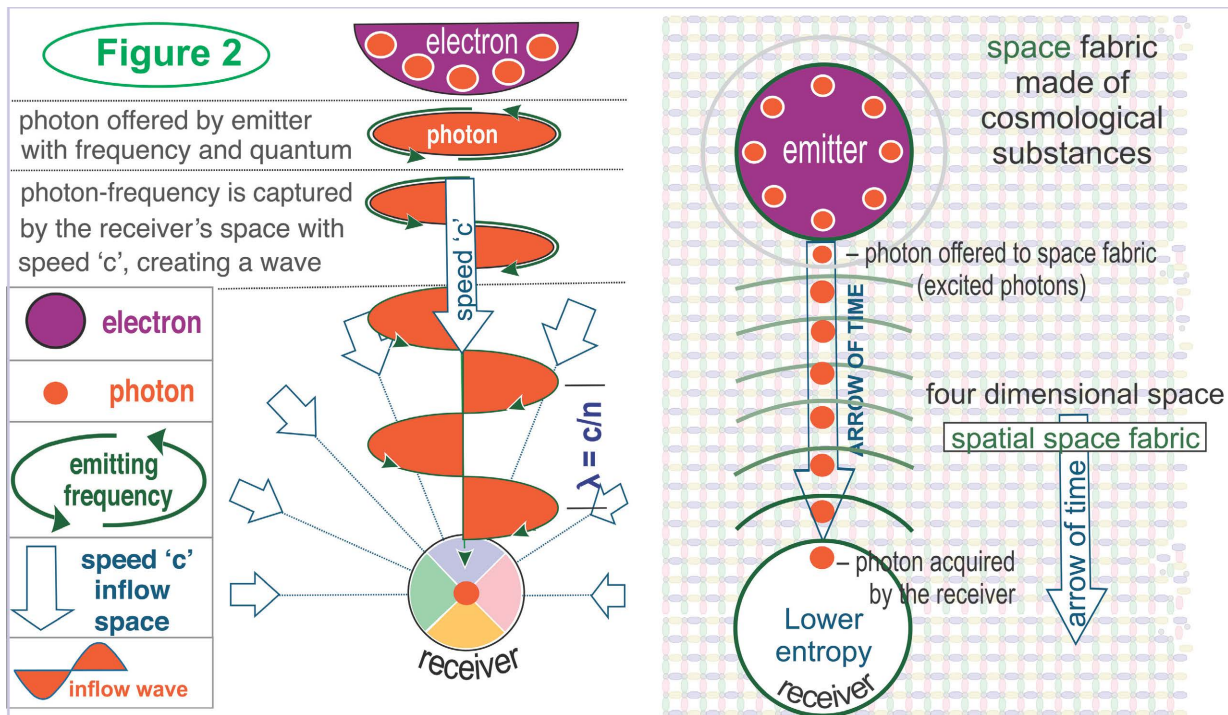 Figure 2
electron
photon offered by emitter
with frequency and quantum
photon
photon-frequency is captured
by the receiver's space with
speed 'c', creating a wave
speed 'c'
electron
photon
emitting
frequency
speed 'c'
inflow
space
inflow wave
λ = c/n
receiver
space fabric
made of
cosmological
substances
emitter
– photon offered to space fabric
(excited photons)
ARROW OF TIME
four dimensional space
spatial space fabric
arrow of time
– photon acquired
by the receiver
Lower
entropy
receiver